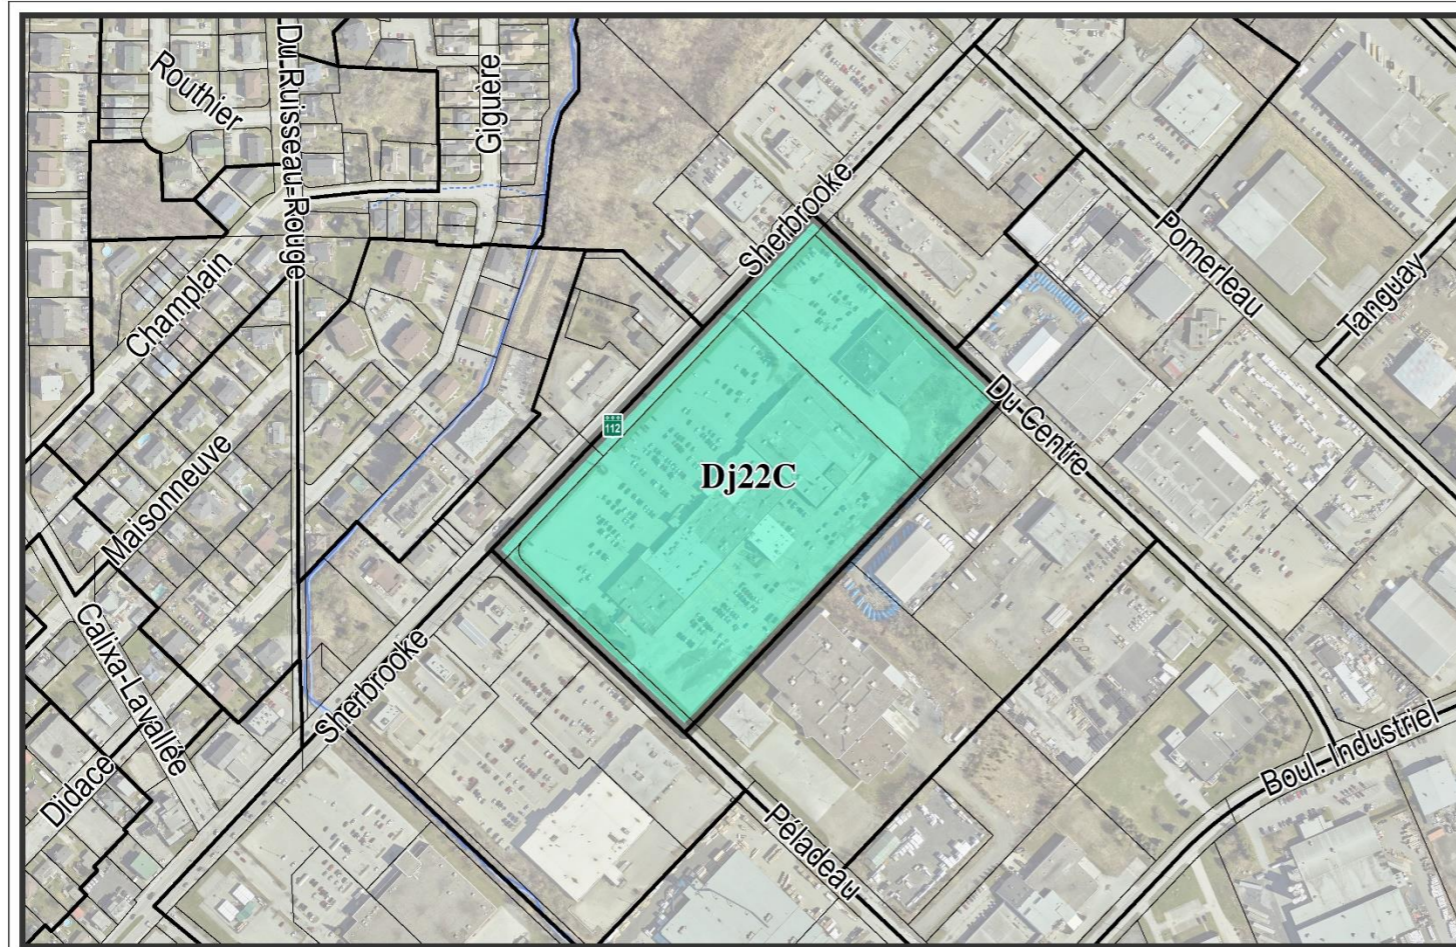 Routhier
Du-Ruisseau-Rouge
Giguère
Sherbrooke
Pomerleau
Tanguay
Champlain
112
Du-Centre
Maisonneuve
Dj22C
Calixa-Lavallée
Sherbrooke
Didace
Boul. Industriel
Péladeau